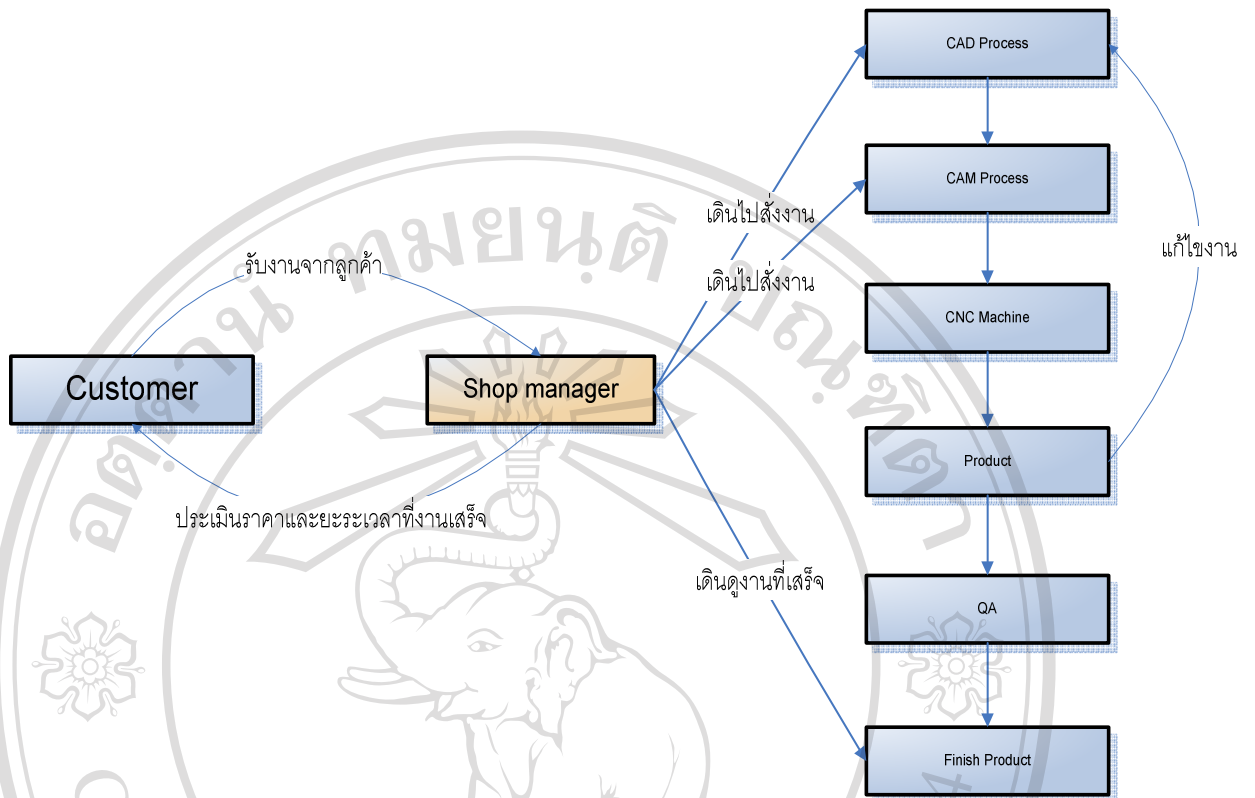 CAD Process
CAM Process
เดินไปสั่งงาน
แก้ไขงาน
รับงานจากลูกค้า
เดินไปสั่งงาน
CNC Machine
Customer
Shop manager
Product
ประเมินราคาและยะระเวลาที่งานเสร็จ
เดินดูงานที่เสร็จ
QA
Finish Product